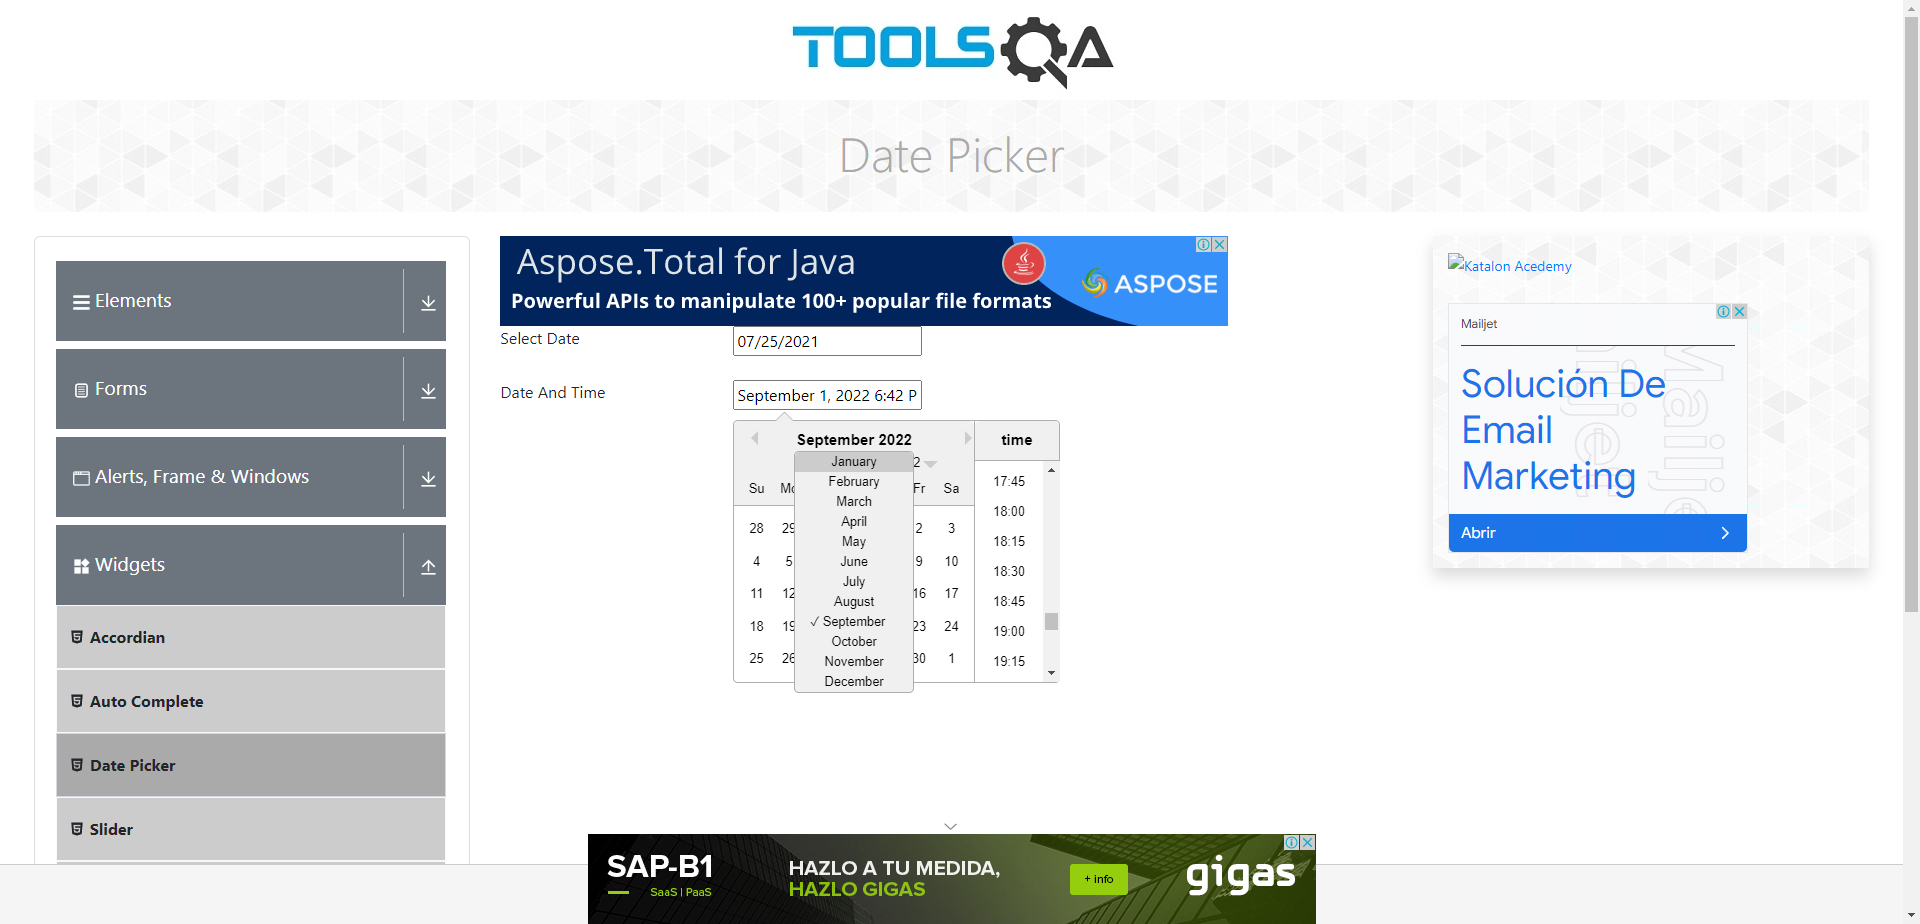 TOOLSQA
Date Picker
Elements
Forms
Alerts, Frame & Windows
Widgets
Accordian
Auto Complete
Date Picker
Slider
Aspose.Total for Java
Powerful APIs to manipulate 100+ popular file formats
ASPOSE
Select Date
07/25/2021
Date And Time
September 1, 2022 6:42 P
September 2022
time
January
February
March
April
May
June
July
August
✓ September
October
November
December
2
Su Fr Sa
28 29 2 3
4 5 9 10
11 12 16 17
18 19 23 24
25 26 30 1
17:45
18:00
18:15
18:30
18:45
19:00
19:15
Katalon Acedemy
Mailjet
Solución De
Email
Marketing
Abrir
SAP-B1
SaaS | PaaS
HAZLO A TU MEDIDA,
HAZLO GIGAS
+ info
gigas